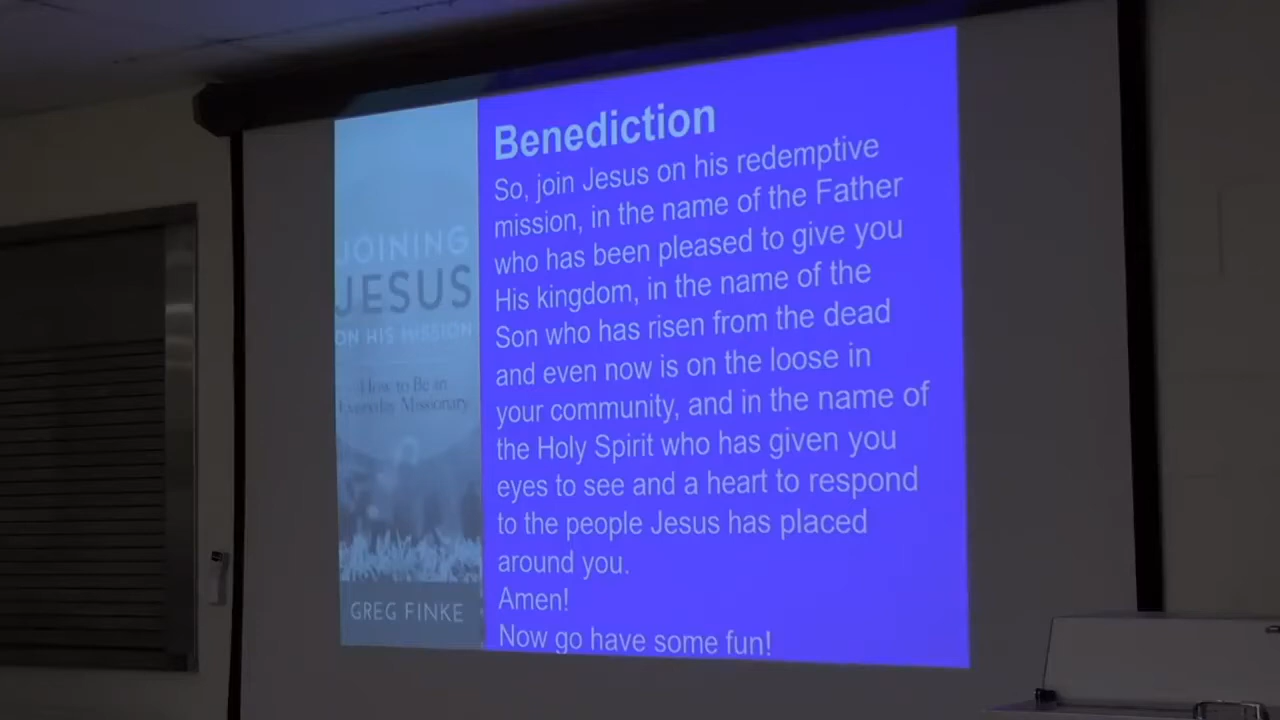 JOINING
JESUS
ON HIS MISSION
How to Be an
Everyday Missionary
GREG FINKE
Benediction
So, join Jesus on his redemptive
mission, in the name of the Father
who has been pleased to give you
His kingdom, in the name of the
Son who has risen from the dead
and even now is on the loose in
your community, and in the name of
the Holy Spirit who has given you
eyes to see and a heart to respond
to the people Jesus has placed
around you.
Amen!
Now go have some fun!